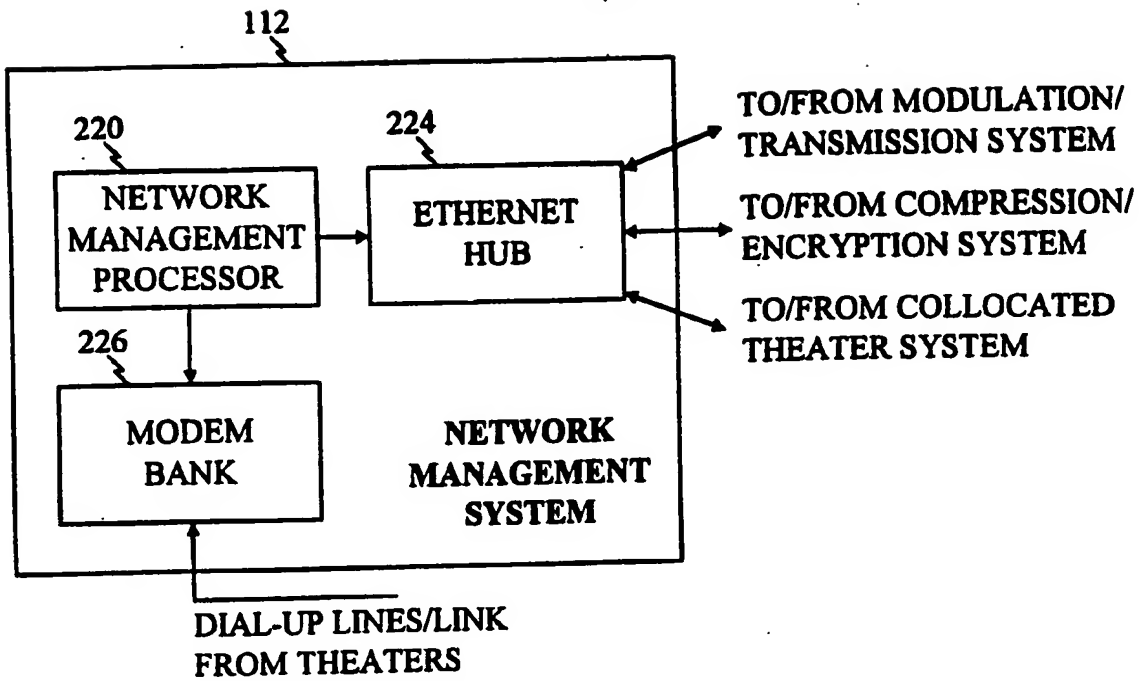 112
220
NETWORK
MANAGEMENT
PROCESSOR
224
ETHERNET
HUB
TO/FROM MODULATION/
TRANSMISSION SYSTEM
TO/FROM COMPRESSION/
ENCRYPTION SYSTEM
TO/FROM COLLOCATED
THEATER SYSTEM
226
MODEM
BANK
NETWORK
MANAGEMENT
SYSTEM
DIAL-UP LINES/LINK
FROM THEATERS